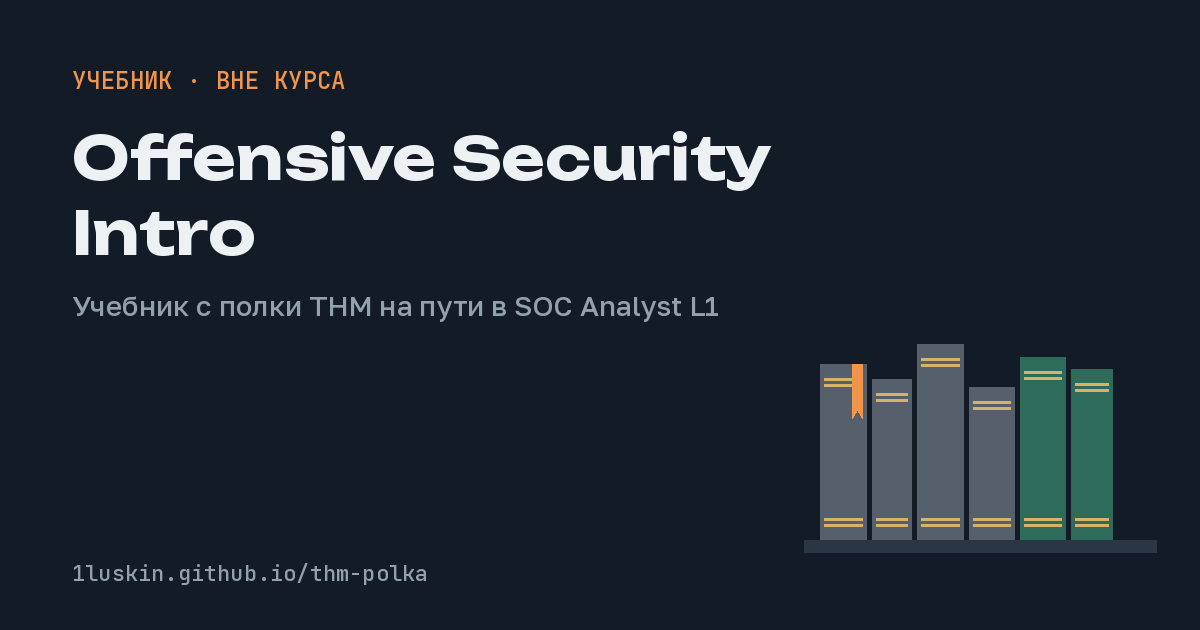 УЧЕБНИК · ВНЕ КУРСА
Offensive Security
Intro
Учебник с полки THM на пути в SOC Analyst L1
1luskin.github.io/thm-polka